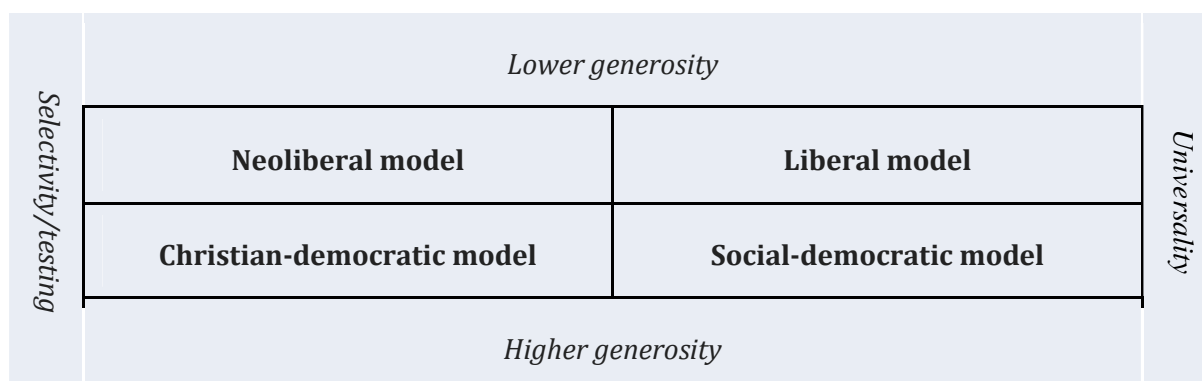 Lower generosity
Selectivity/testing
Neoliberal model
Liberal model
Universality
Christian-democratic model
Social-democratic model
Higher generosity